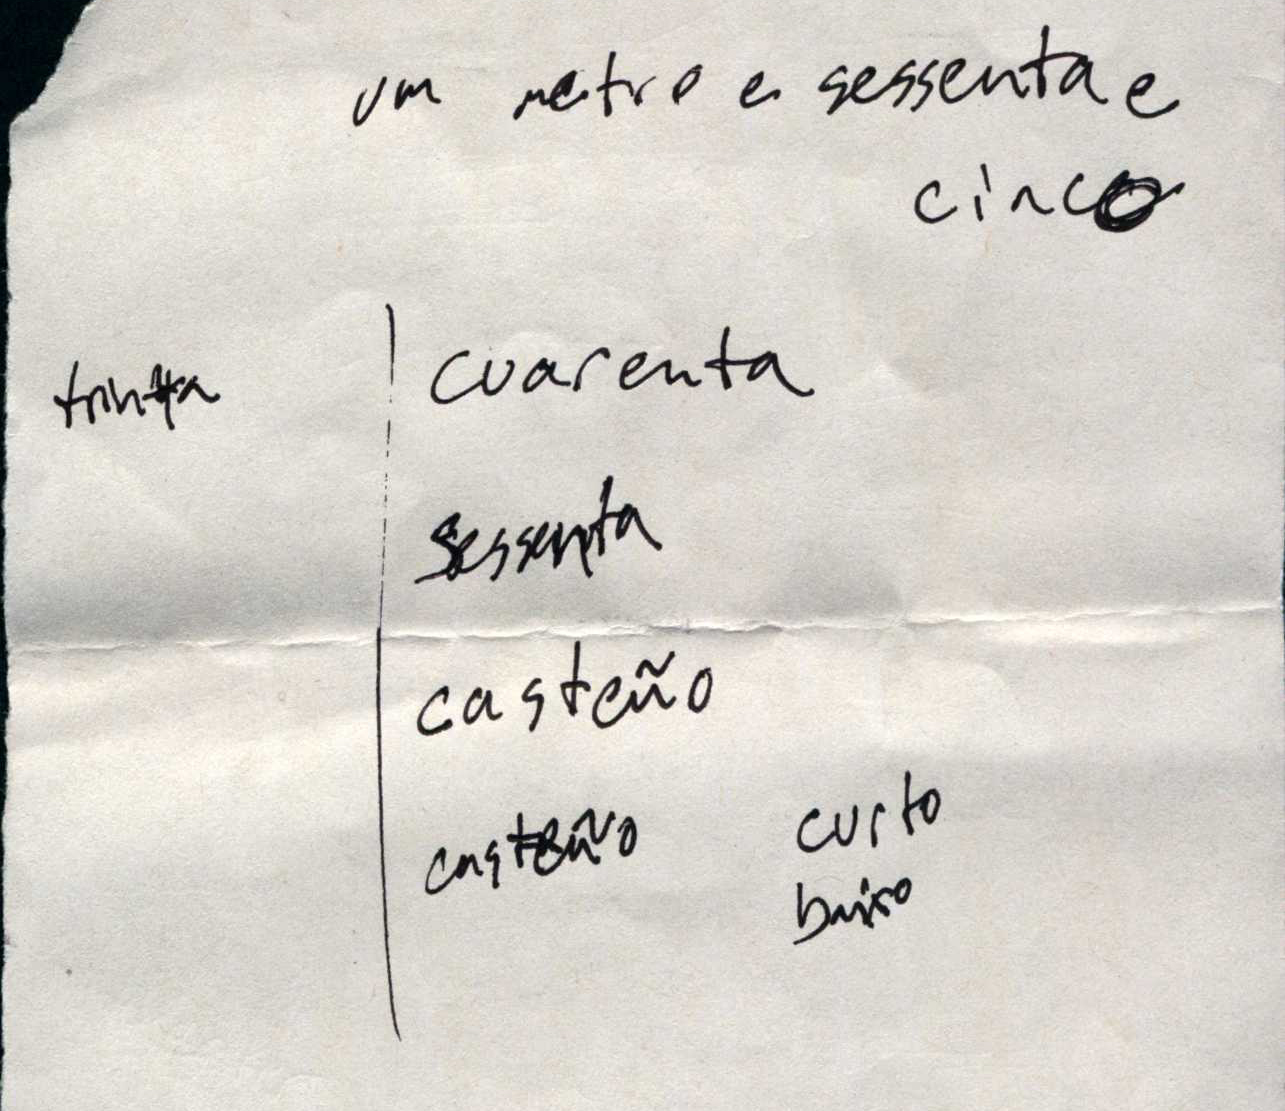 um metro e sessenta e
cinco
trinta
cuarenta
sessenta
casteño
casteño curto
baixo